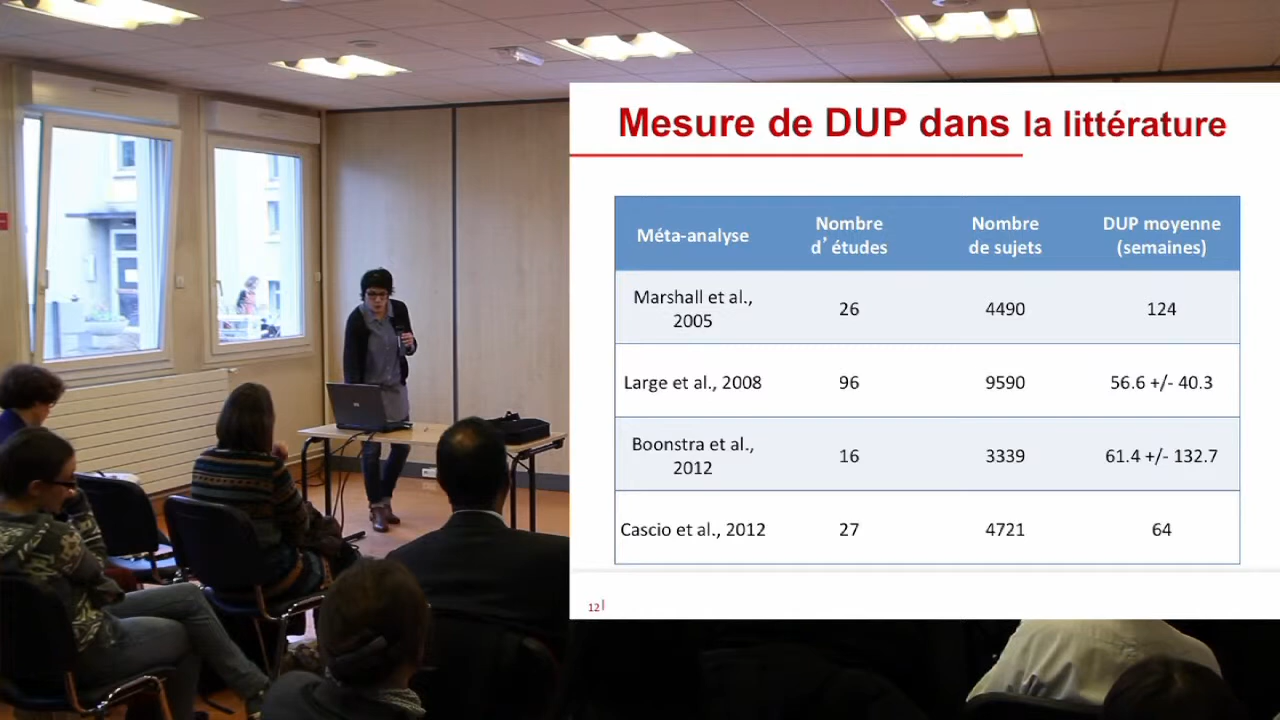 Mesure de DUP dans la littérature
Méta-analyse
Nombre
d’études
Nombre
de sujets
DUP moyenne
(semaines)
Marshall et al.,
2005
26
4490
124
Large et al., 2008
96
9590
56.6 +/- 40.3
Boonstra et al.,
2012
16
3339
61.4 +/- 132.7
Cascio et al., 2012
27
4721
64
12